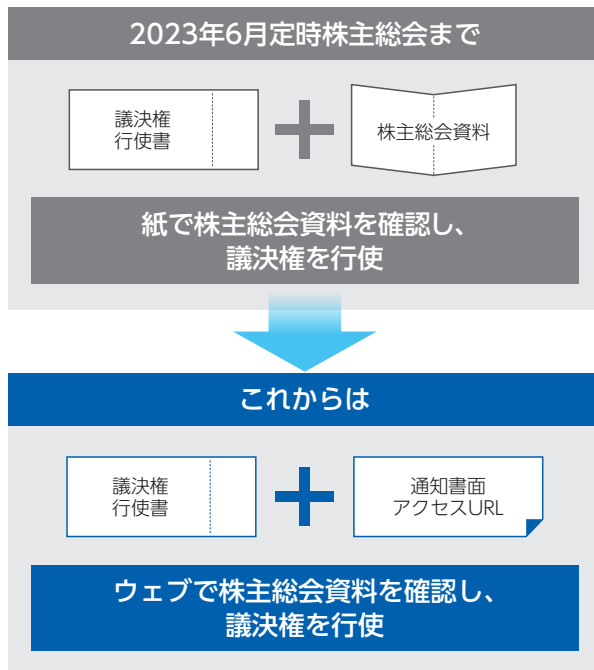 2023年6月定時株主総会まで
議決権
行使書
株主総会資料
紙で株主総会資料を確認し、
議決権を行使
これからは
議決権
行使書
通知書面
アクセスURL
ウェブで株主総会資料を確認し、
議決権を行使